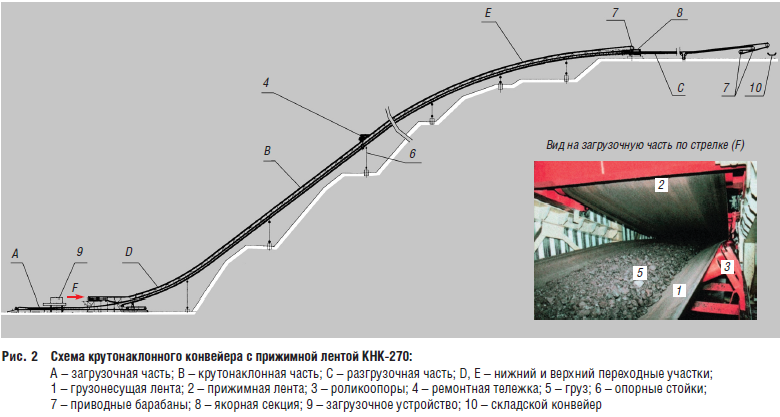 E
7
8
4
C
7
10
B
6
Вид на загрузочную часть по стрелке (F)
2
A
9
D
F
5
3
1
Рис. 2 Схема крутонаклонного конвейера с прижимной лентой КНК-270:
A – загрузочная часть; B – крутонаклонная часть; C – разгрузочная часть; D, E – нижний и верхний переходные участки;
1 – грузонесущая лента; 2 – прижимная лента; 3 – роликоопоры; 4 – ремонтная тележка; 5 – груз; 6 – опорные стойки;
7 – приводные барабаны; 8 – якорная секция; 9 – загрузочное устройство; 10 – складской конвейер